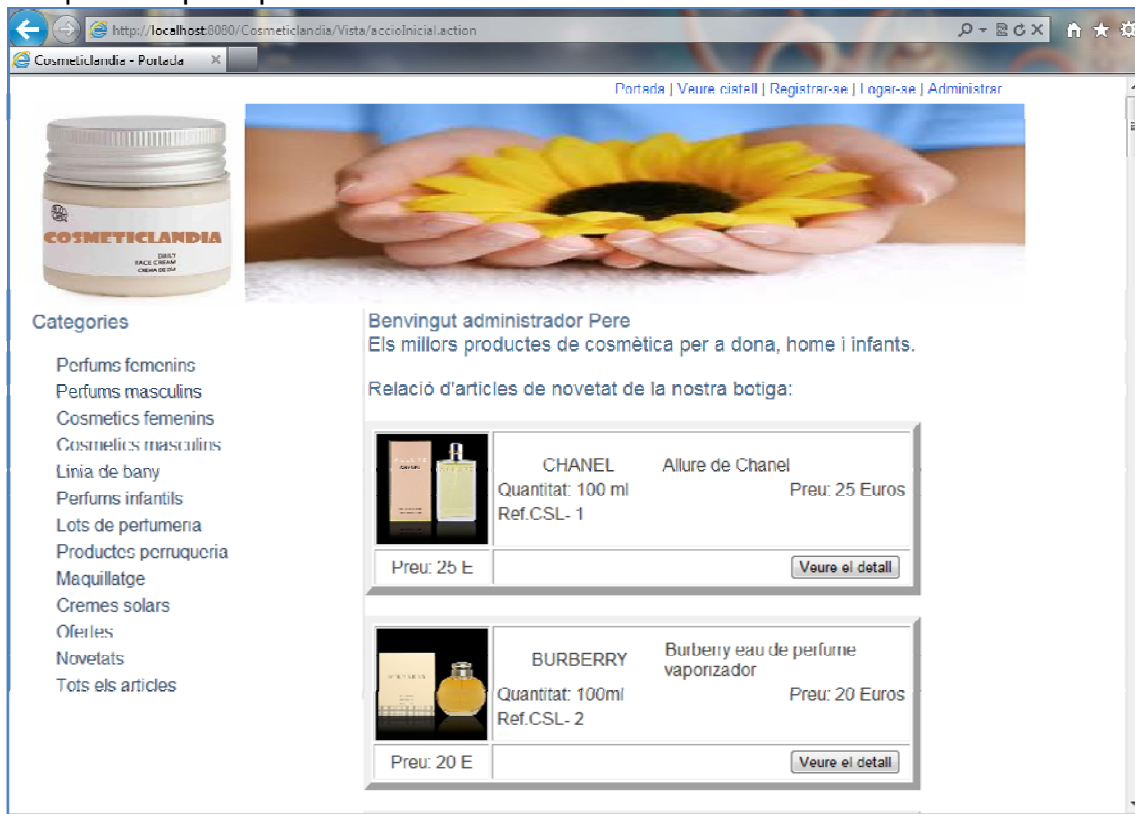 http://localhost:8080/Cosmeticlandia/Vista/accioInicial.action
Cosmeticlandia - Portada
Portada | Veure cistell | Registrar-se | Logar-se | Administrar
COSMETICLANDIA
DAILY
FACE CREAM
CREMA DE DIA
Categories
Perfums femenins
Perfums masculins
Cosmetics femenins
Cosmetics masculins
Linia de bany
Perfums infantils
Lots de perfumeria
Productes perruqueria
Maquillatge
Cremes solars
Ofertes
Novetats
Tots els articles
Benvingut administrador Pere
Els millors productes de cosmètica per a dona, home i infants.
Relació d'articles de novetat de la nostra botiga:
CHANEL Allure de Chanel
Quantitat: 100 ml Preu: 25 Euros
Ref.CSL- 1
Preu: 25 E Veure el detall
BURBERRY Burberry eau de perfume
vaporizador
Quantitat: 100ml Preu: 20 Euros
Ref.CSL- 2
Preu: 20 E Veure el detall